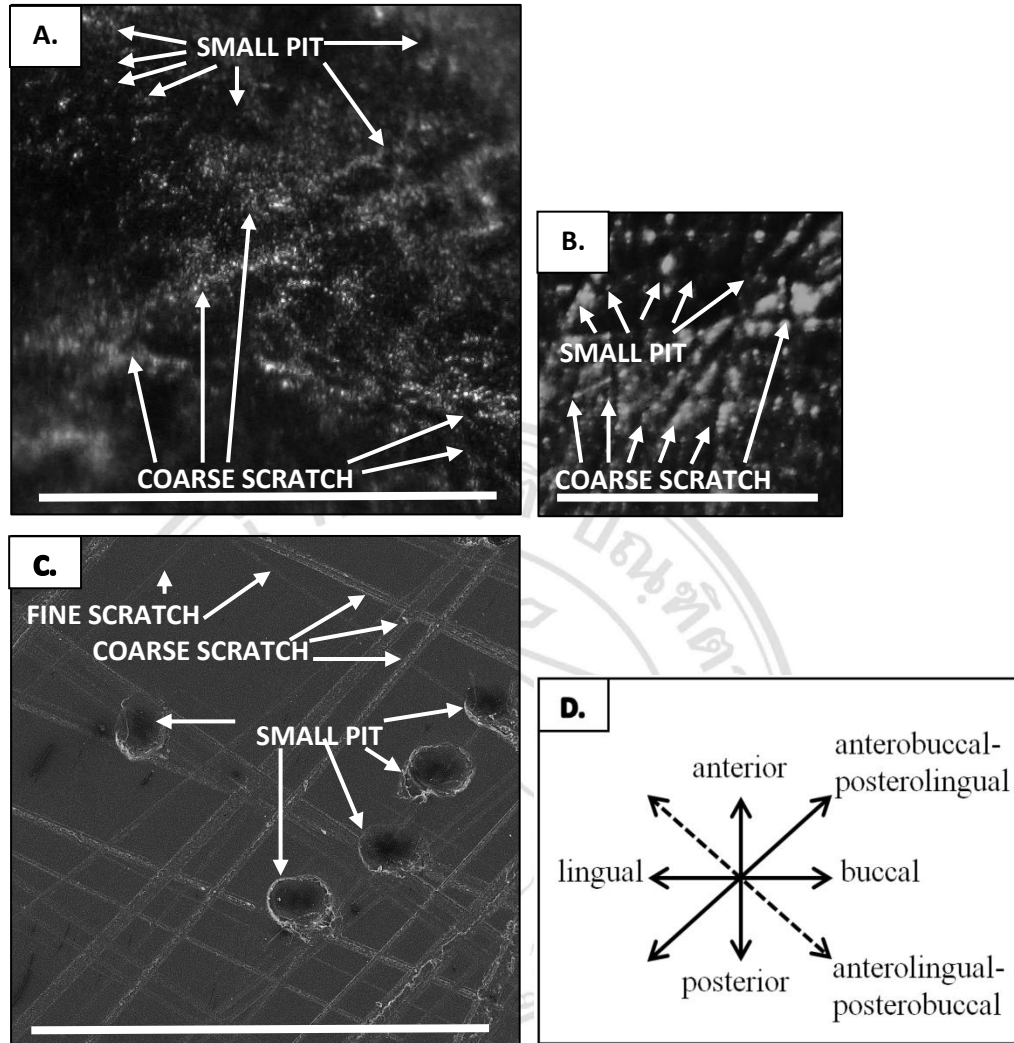 A.
SMALL PIT
COARSE SCRATCH
B.
SMALL PIT
COARSE SCRATCH
C.
FINE SCRATCH
COARSE SCRATCH
SMALL PIT
D.
anterior
anterobuccal-
posterolingual
lingual
buccal
posterior
anterolingual-
posterobuccal